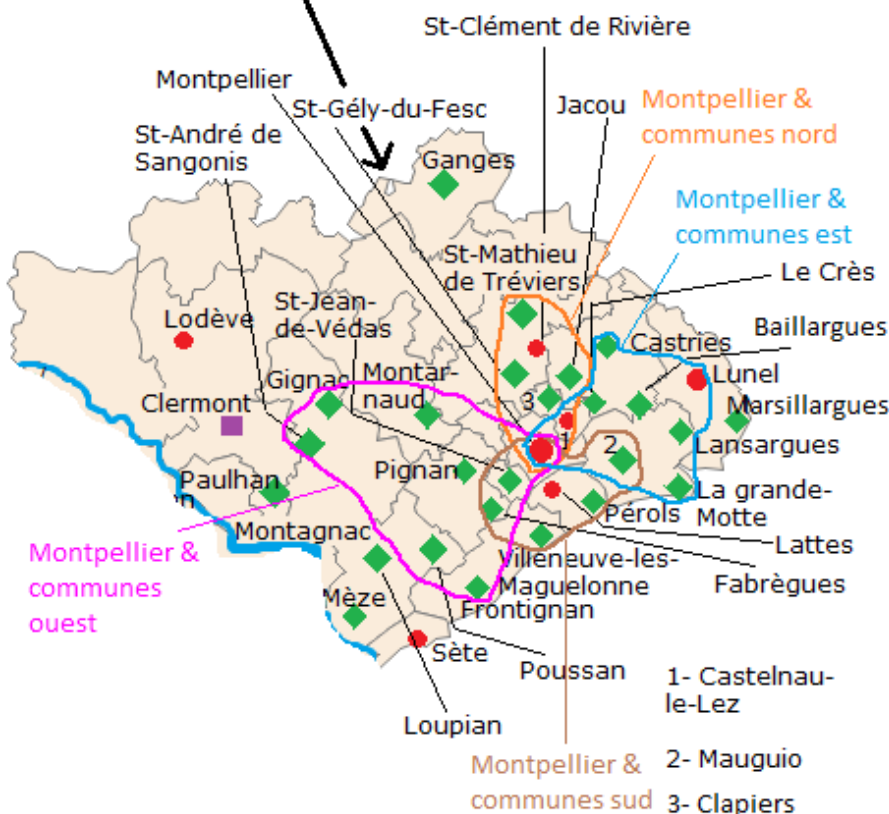 St-Clément de Rivière
Montpellier
St-Gély-du-Fesc
Jacou
Montpellier &
communes nord
St-André de
Sangonis
Ganges
Montpellier &
communes est
St-Mathieu
de Tréviers
Le Crès
Lodève
St-Jean-
de-Védas
Baillargues
Castries
Gignac
Montar-
naud
Lunel
Clermont
3
Marsillargues
1
2
Lansargues
Paulhan
Pignan
La grande-
Motte
Pérols
Montagnac
Lattes
Montpellier &
communes
ouest
Villeneuve-les-
Maguelonne
Fabrègues
Mèze
Frontignan
Sète
Poussan
1- Castelnau-
le-Lez
Loupian
Montpellier &
communes sud
2- Mauguio
3- Clapiers